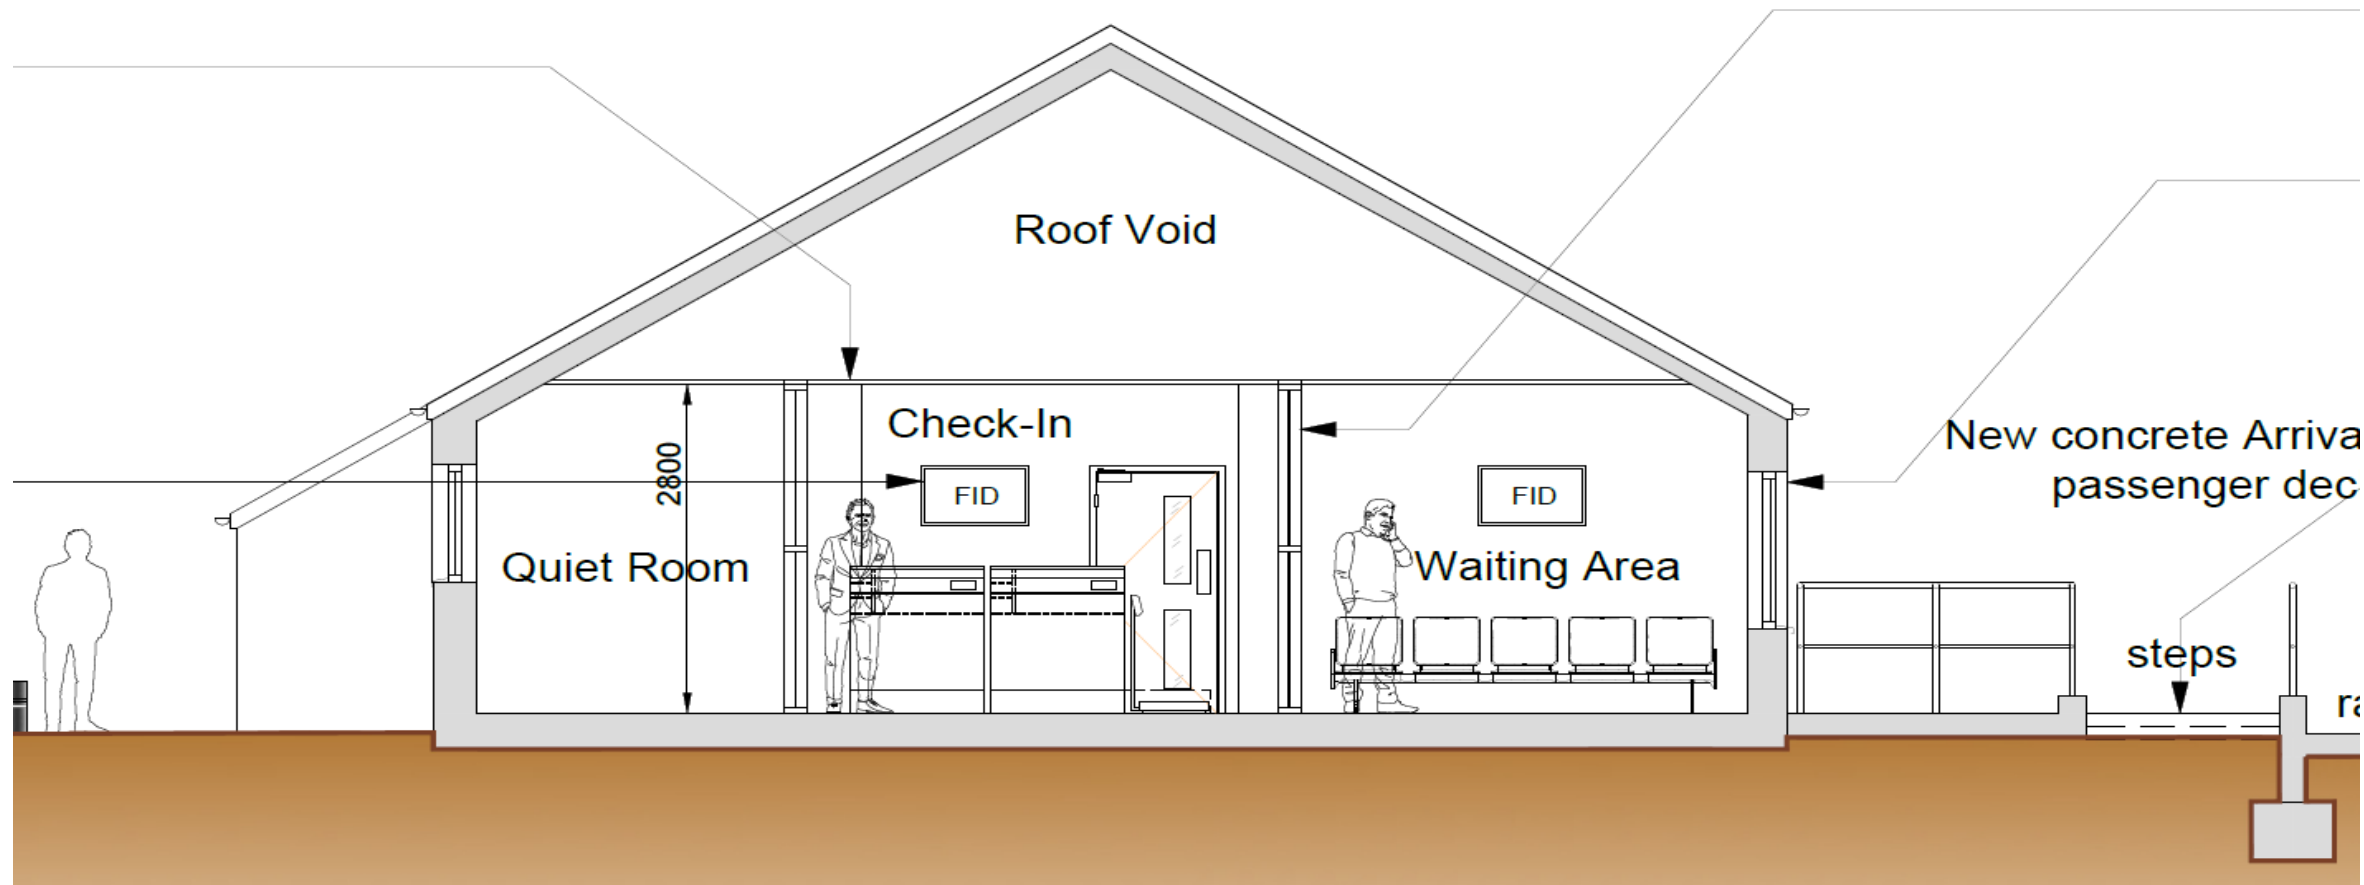 Roof Void
Check-In
New concrete Arriva
passenger dec
2800
FID
FID
Quiet Room
Waiting Area
steps
ra